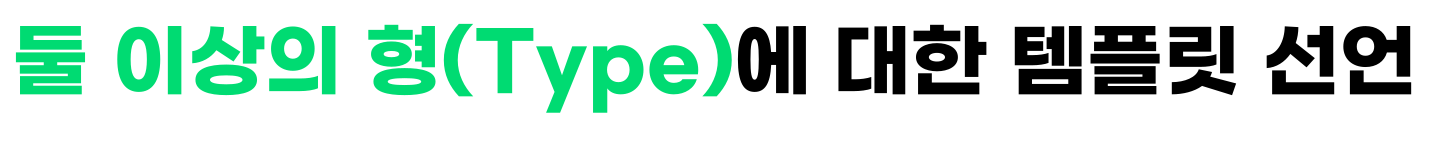 둘 이상의 형(Type)에 대한 템플릿 선언